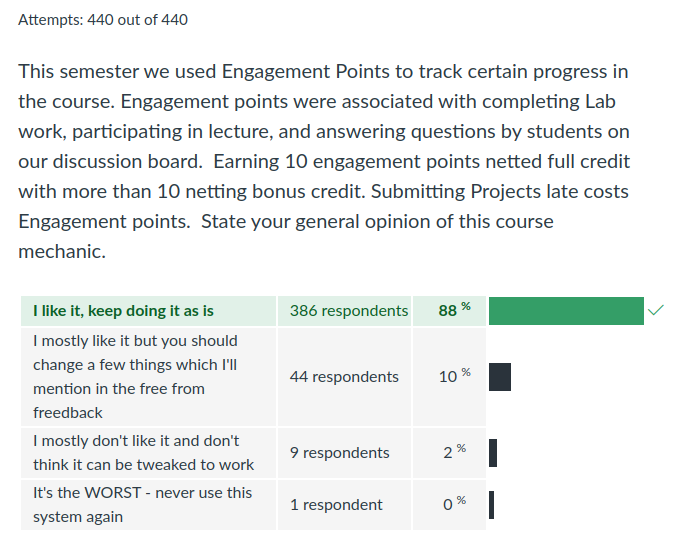 Attempts: 440 out of 440
This semester we used Engagement Points to track certain progress in
the course. Engagement points were associated with completing Lab
work, participating in lecture, and answering questions by students on
our discussion board.  Earning 10 engagement points netted full credit
with more than 10 netting bonus credit. Submitting Projects late costs
Engagement points.  State your general opinion of this course
mechanic.
I like it, keep doing it as is 386 respondents 88 %
I mostly like it but you should
change a few things which I'll
mention in the free from
freedback
44 respondents 10 %
I mostly don't like it and don't
think it can be tweaked to work
9 respondents 2 %
It's the WORST - never use this
system again
1 respondent 0 %